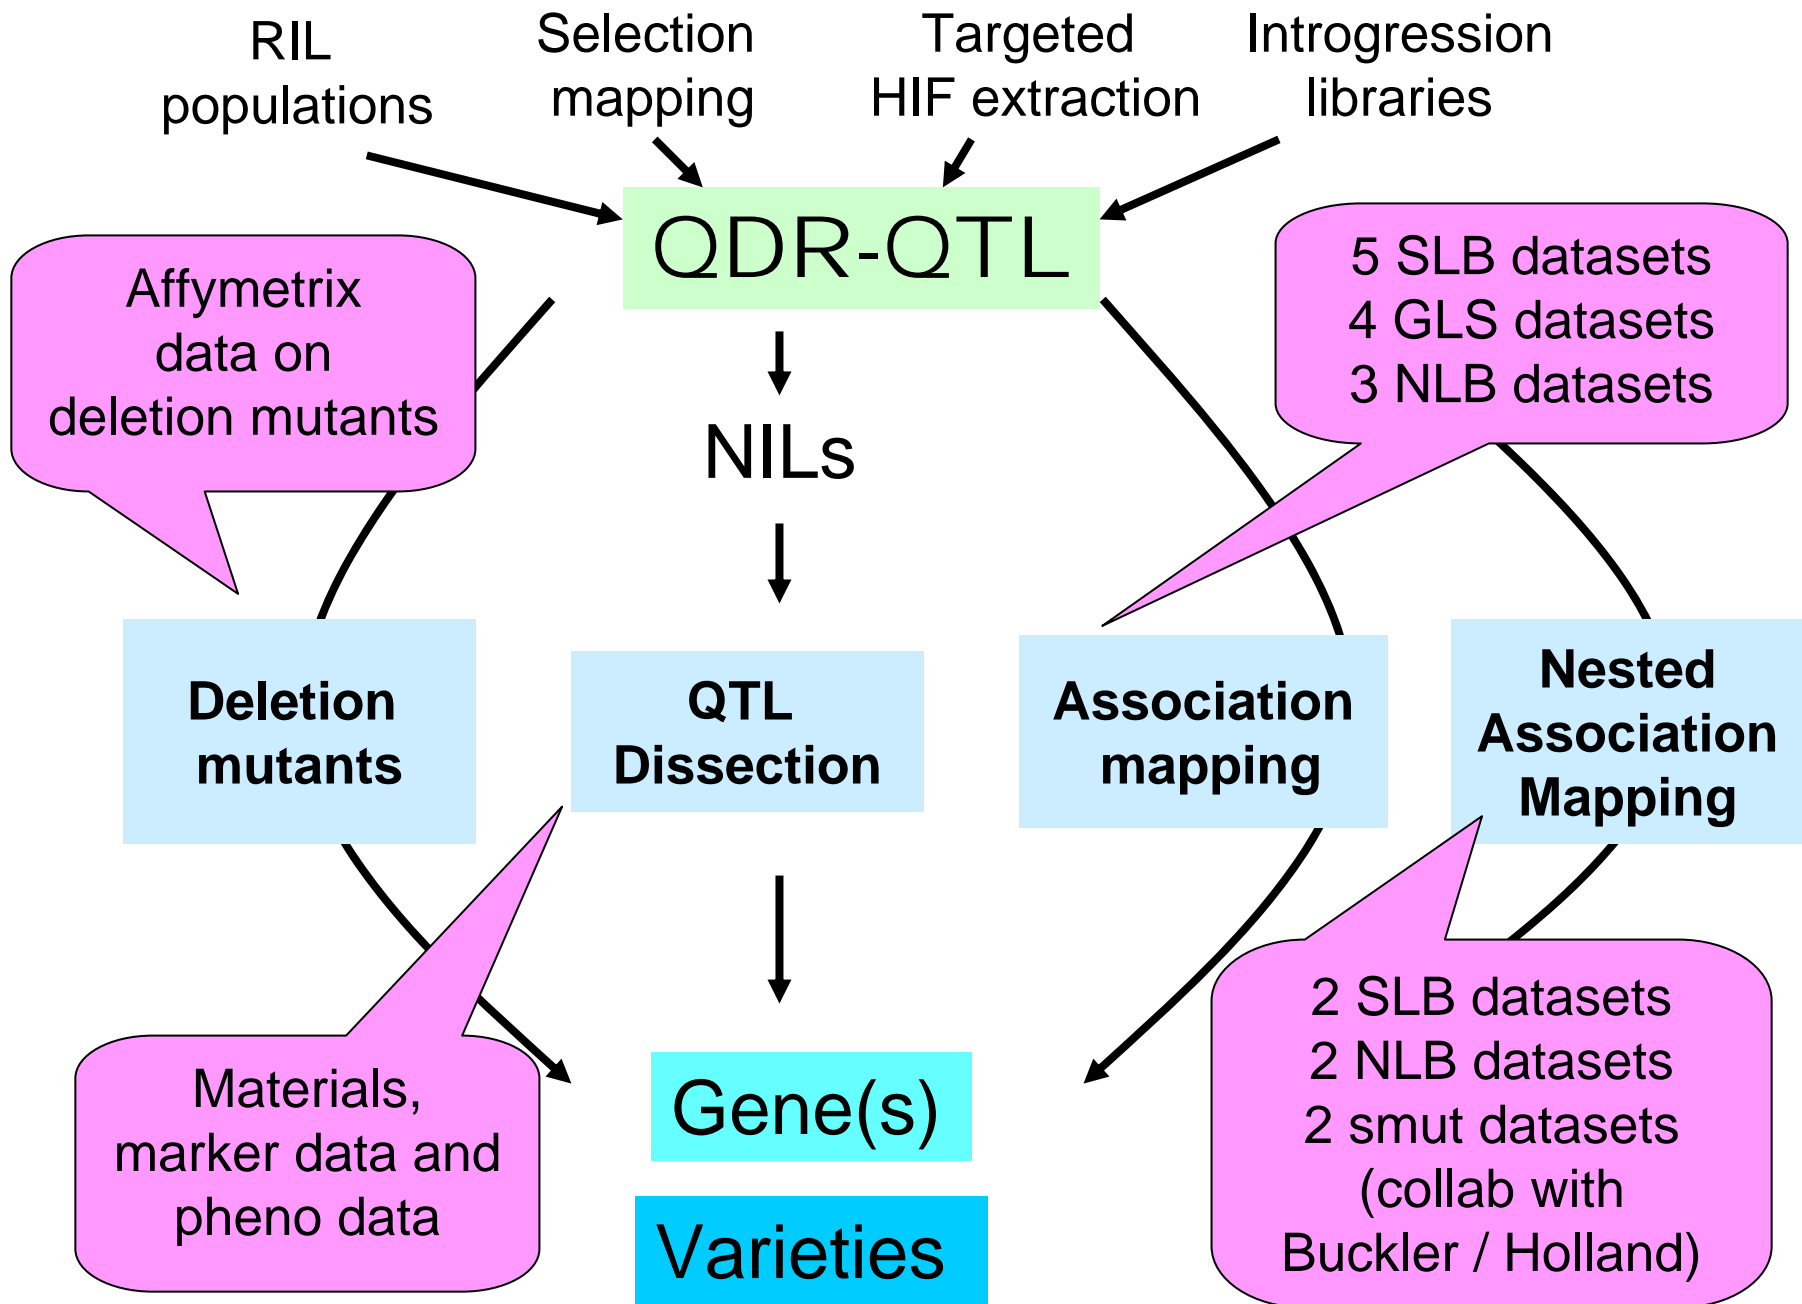 RIL
populations
Selection
mapping
Targeted
HIF extraction
Introgression
libraries
QDR-QTL
Affymetrix
data on
deletion mutants
5 SLB datasets
4 GLS datasets
3 NLB datasets
NILs
Deletion
mutants
QTL
Dissection
Association
mapping
Nested
Association
Mapping
Materials,
marker data and
pheno data
Gene(s)
Varieties
2 SLB datasets
2 NLB datasets
2 smut datasets
(collab with
Buckler / Holland)